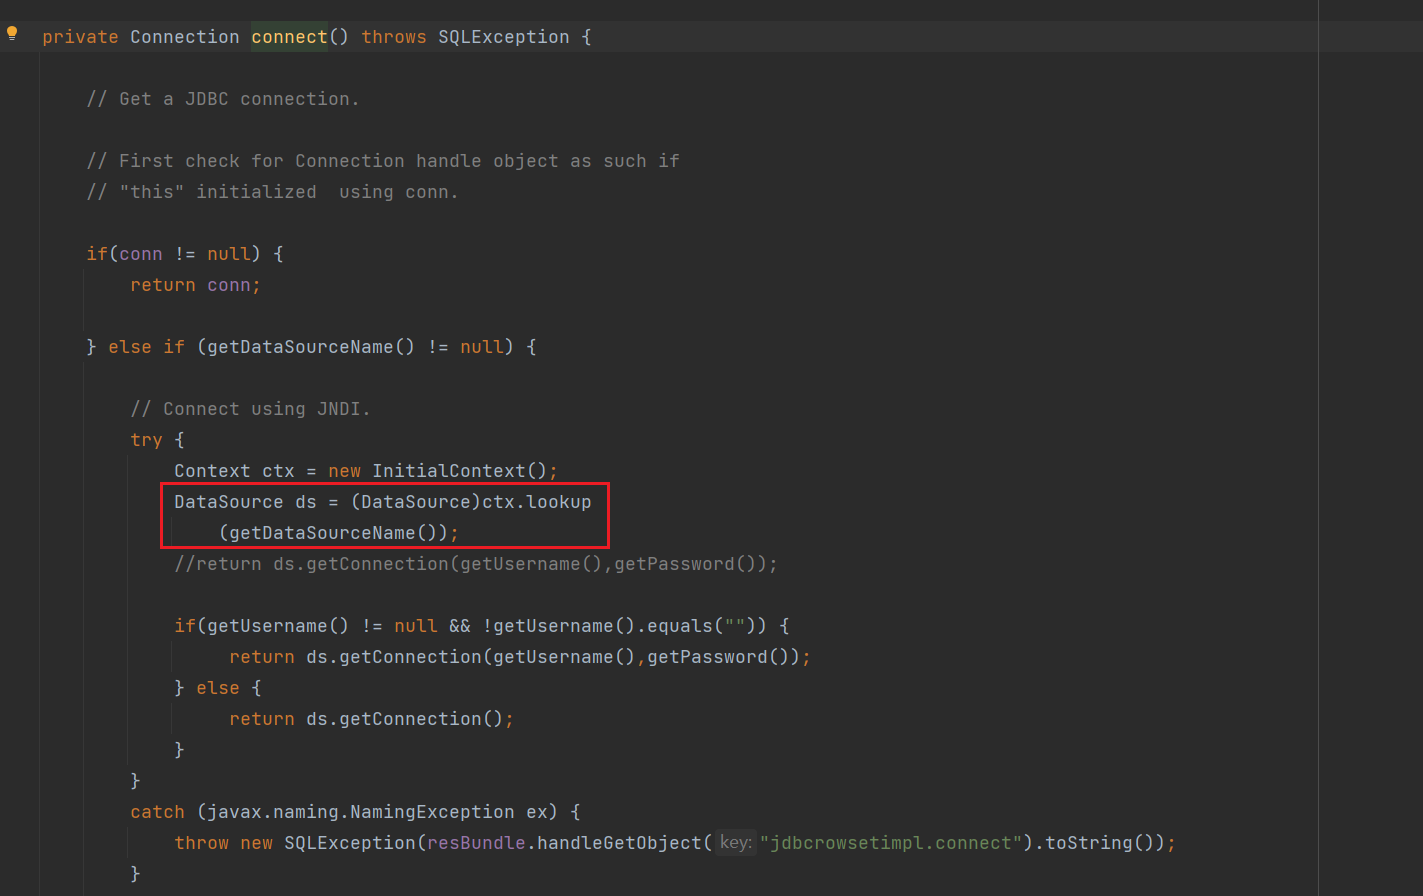 private Connection connect() throws SQLException {
// Get a JDBC connection.
// First check for Connection handle object as such if
// "this" initialized  using conn.
if(conn != null) {
return conn;
} else if (getDataSourceName() != null) {
// Connect using JNDI.
try {
Context ctx = new InitialContext();
DataSource ds = (DataSource)ctx.lookup
(getDataSourceName());
//return ds.getConnection(getUsername(),getPassword());
if(getUsername() != null && !getUsername().equals("")) {
return ds.getConnection(getUsername(),getPassword());
} else {
return ds.getConnection();
}
}
catch (javax.naming.NamingException ex) {
throw new SQLException(resBundle.handleGetObject( key: "jdbcrowsetimpl.connect").toString());
}